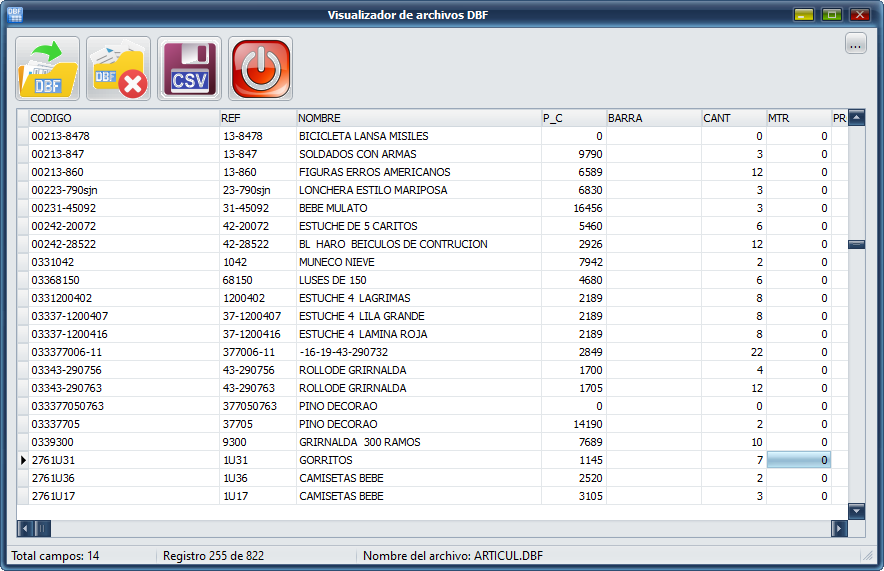 DBF
Visualizador de archivos DBF
DBF DBF CSV
...
CODIGO REF NOMBRE P_C BARRA CANT MTR PR
00213-8478 13-8478 BICICLETA LANSA MISILES 0 0 0
00213-847 13-847 SOLDADOS CON ARMAS 9790 3 0
00213-860 13-860 FIGURAS ERROS AMERICANOS 6589 12 0
00223-790sjn 23-790sjn LONCHERA ESTILO MARIPOSA 6830 3 0
00231-45092 31-45092 BEBE MULATO 16456 3 0
00242-20072 42-20072 ESTUCHE DE 5 CARITOS 5460 6 0
00242-28522 42-28522 BL  HARO  BEICULOS DE CONTRUCION 2926 12 0
0331042 1042 MUNECO NIEVE 7942 2 0
03368150 68150 LUSES DE 150 4680 6 0
0331200402 1200402 ESTUCHE 4  LAGRIMAS 2189 8 0
03337-1200407 37-1200407 ESTUCHE 4  LILA GRANDE 2189 8 0
03337-1200416 37-1200416 ESTUCHE 4  LAMINA ROJA 2189 8 0
033377006-11 377006-11 -16-19-43-290732 2849 22 0
03343-290756 43-290756 ROLLODE GRIRNALDA 1700 4 0
03343-290763 43-290763 ROLLODE GRIRNALDA 1705 12 0
033377050763 377050763 PINO DECORAO 0 0 0
03337705 37705 PINO DECORAO 14190 2 0
0339300 9300 GRIRNALDA  300 RAMOS 7689 10 0
2761U31 1U31 GORRITOS 1145 7 0
2761U36 1U36 CAMISETAS BEBE 2520 2 0
2761U17 1U17 CAMISETAS BEBE 3105 3 0
Total campos: 14 Registro 255 de 822 Nombre del archivo: ARTICUL.DBF